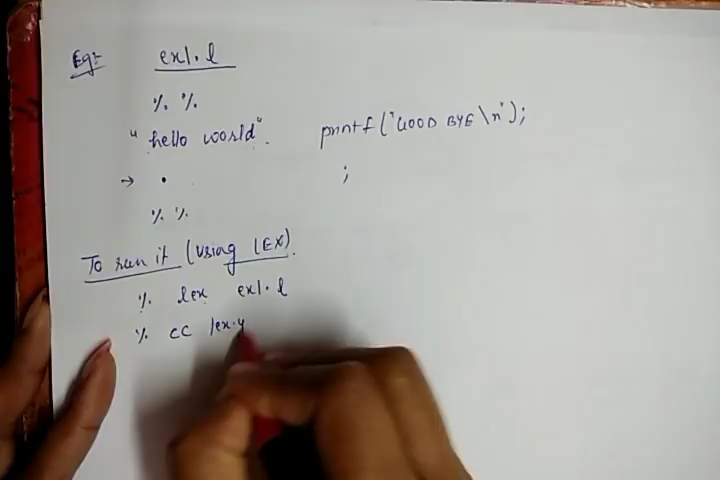 Eg:- ex1.l
%%
"hello world". printf("GOOD BYE \n");
→ . ;
%%
To run it (using LEX).
% lex ex1.l
% cc lex.y